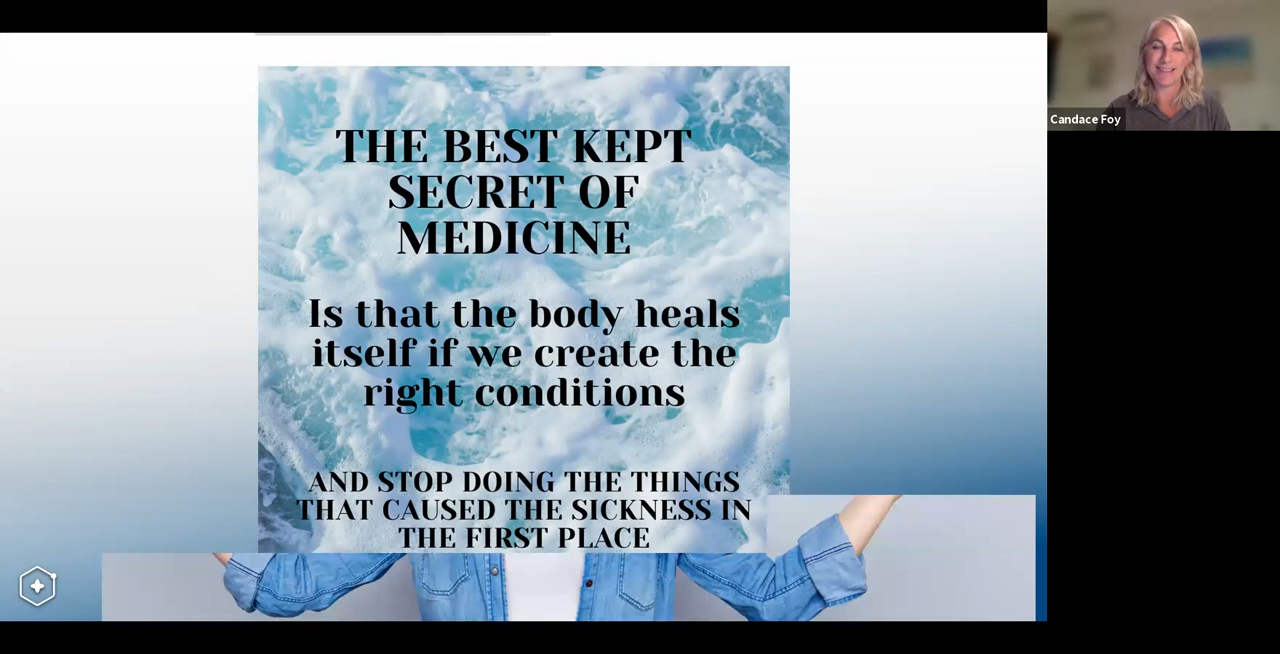 THE BEST KEPT
SECRET OF
MEDICINE
Is that the body heals
itself if we create the
right conditions
AND STOP DOING THE THINGS
THAT CAUSED THE SICKNESS IN
THE FIRST PLACE
Candace Foy